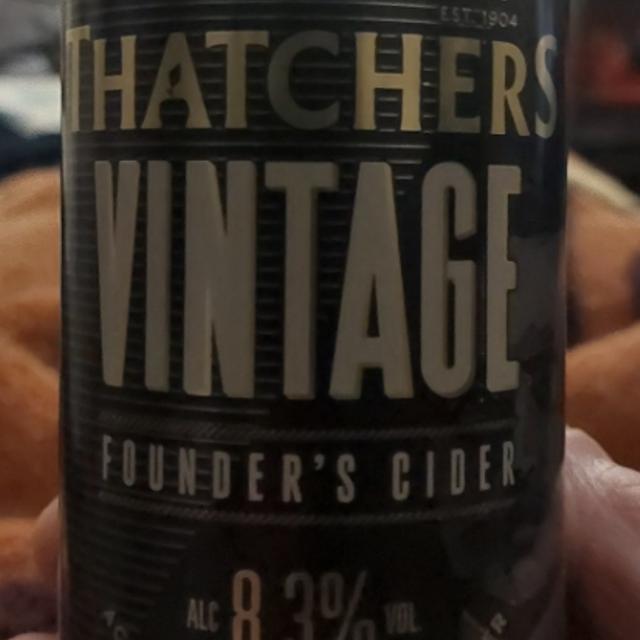 EST. 1904
THATCHERS
VINTAGE
FOUNDER'S CIDER
ALC 8.3% VOL